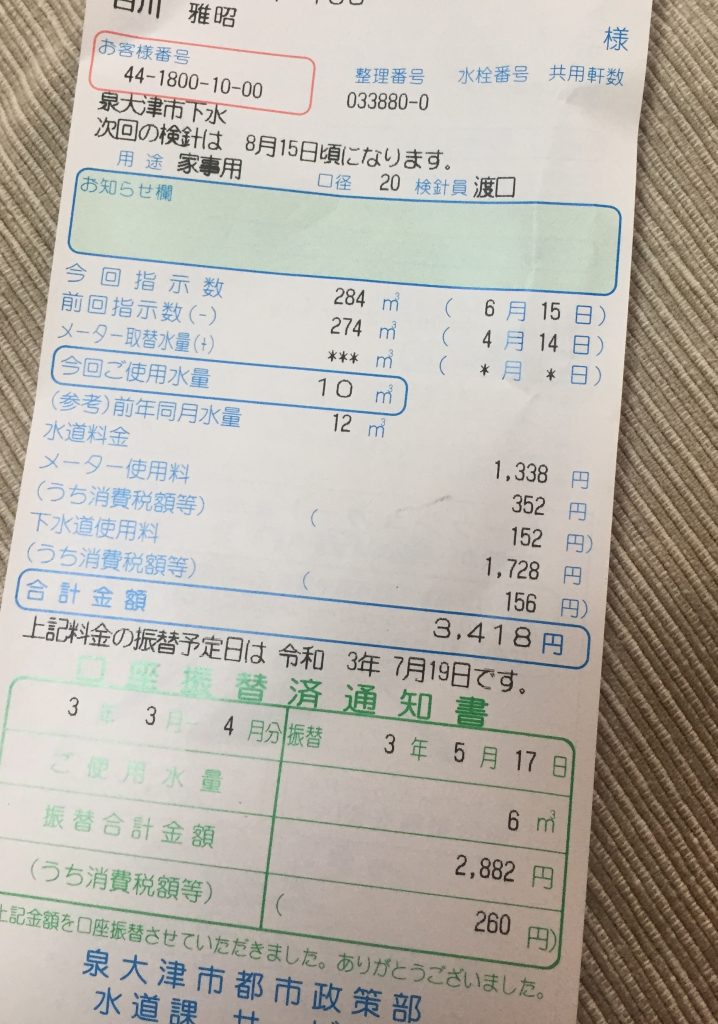 雅昭
様
お客様番号 整理番号 水栓番号 共用軒数
44-1800-10-00 033880-0
泉大津市下水
次回の検針は 8月15日頃になります。
用途 家事用 口径 20 検針員 渡口
お知らせ欄
今回指示数 284 ㎥ ( 6 月 15 日)
前回指示数(-) 274 ㎥ ( 4 月 14 日)
メーター取替水量(+) *** ㎥ ( * 月 * 日)
今回ご使用水量 10 ㎥
(参考)前年同月水量 12 ㎥
水道料金 1,338 円
メーター使用料 352 円
(うち消費税額等) ( 152 円)
下水道使用料 1,728 円
(うち消費税額等) ( 156 円)
合計金額 3,418 円
上記料金の振替予定日は 令和 3年 7月19日です。
口座振替済通知書
3 年 3 月 4 月分 振替 3 年 5 月 17 日
ご使用水量 6 ㎥
振替合計金額 2,882 円
(うち消費税額等) ( 260 円)
上記金額を口座振替させていただきました。ありがとうございました。
泉大津市都市政策部
水道課